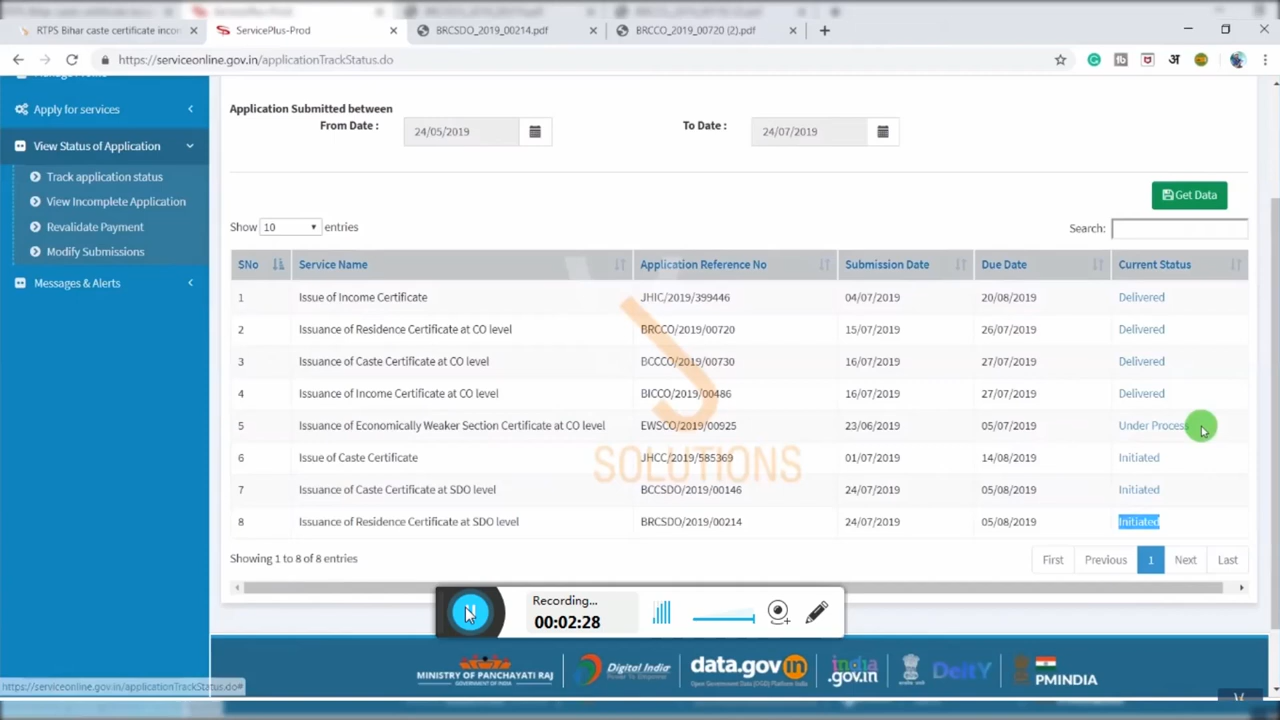 RTPS Bihar caste certificate incor
ServicePlus-Prod
BRCSDO_2019_00214.pdf
BRCCO_2019_00720 (2).pdf
https://serviceonline.gov.in/applicationTrackStatus.do
अ
Manage Profile
Apply for services
View Status of Application
Track application status
View Incomplete Application
Revalidate Payment
Modify Submissions
Messages & Alerts
Application Submitted between
From Date : 24/05/2019 To Date : 24/07/2019
Get Data
Show 10 entries Search:
SNo Service Name Application Reference No Submission Date Due Date Current Status
1 Issue of Income Certificate JHIC/2019/399446 04/07/2019 20/08/2019 Delivered
2 Issuance of Residence Certificate at CO level BRCCO/2019/00720 15/07/2019 26/07/2019 Delivered
3 Issuance of Caste Certificate at CO level BCCCO/2019/00730 16/07/2019 27/07/2019 Delivered
4 Issuance of Income Certificate at CO level BICCO/2019/00486 16/07/2019 27/07/2019 Delivered
5 Issuance of Economically Weaker Section Certificate at CO level EWSCO/2019/00925 23/06/2019 05/07/2019 Under Process
6 Issue of Caste Certificate JHCC/2019/585369 01/07/2019 14/08/2019 Initiated
7 Issuance of Caste Certificate at SDO level BCCSDO/2019/00146 24/07/2019 05/08/2019 Initiated
8 Issuance of Residence Certificate at SDO level BRCSDO/2019/00214 24/07/2019 05/08/2019 Initiated
SOLUTIONS
Showing 1 to 8 of 8 entries
First Previous 1 Next Last
Recording...
00:02:28
MINISTRY OF PANCHAYATI RAJ
Digital India
data.gov.in
india.gov.in
DeitY
PMINDIA
https://serviceonline.gov.in/applicationTrackStatus.do#